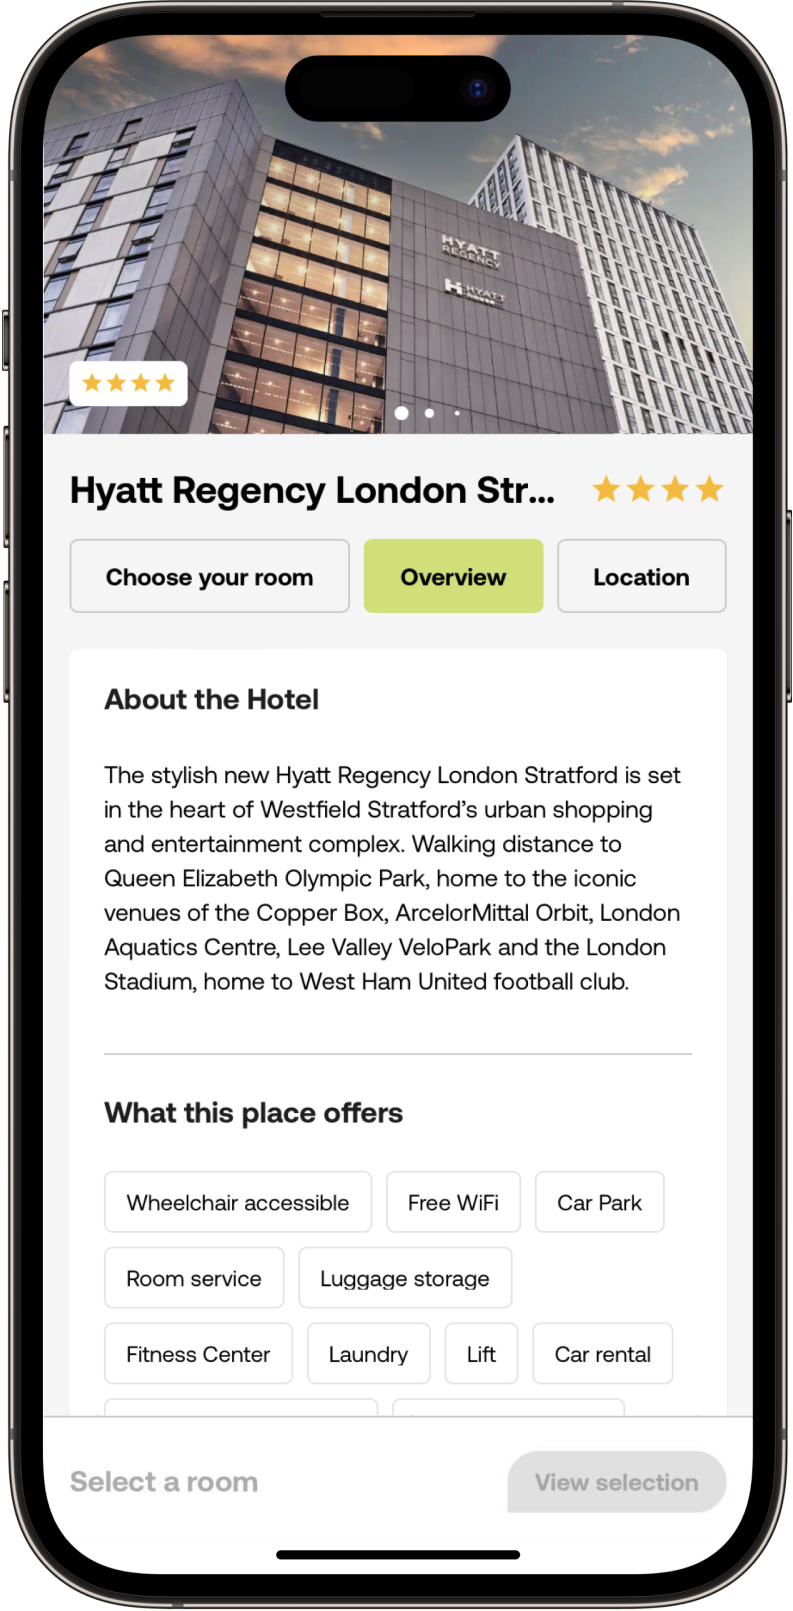 HYATT
REGENCY
HYATT
house
Hyatt Regency London Str...
Choose your room
Overview
Location
About the Hotel
The stylish new Hyatt Regency London Stratford is set
in the heart of Westfield Stratford’s urban shopping
and entertainment complex. Walking distance to
Queen Elizabeth Olympic Park, home to the iconic
venues of the Copper Box, ArcelorMittal Orbit, London
Aquatics Centre, Lee Valley VeloPark and the London
Stadium, home to West Ham United football club.
What this place offers
Wheelchair accessible
Free WiFi
Car Park
Room service
Luggage storage
Fitness Center
Laundry
Lift
Car rental
Select a room
View selection